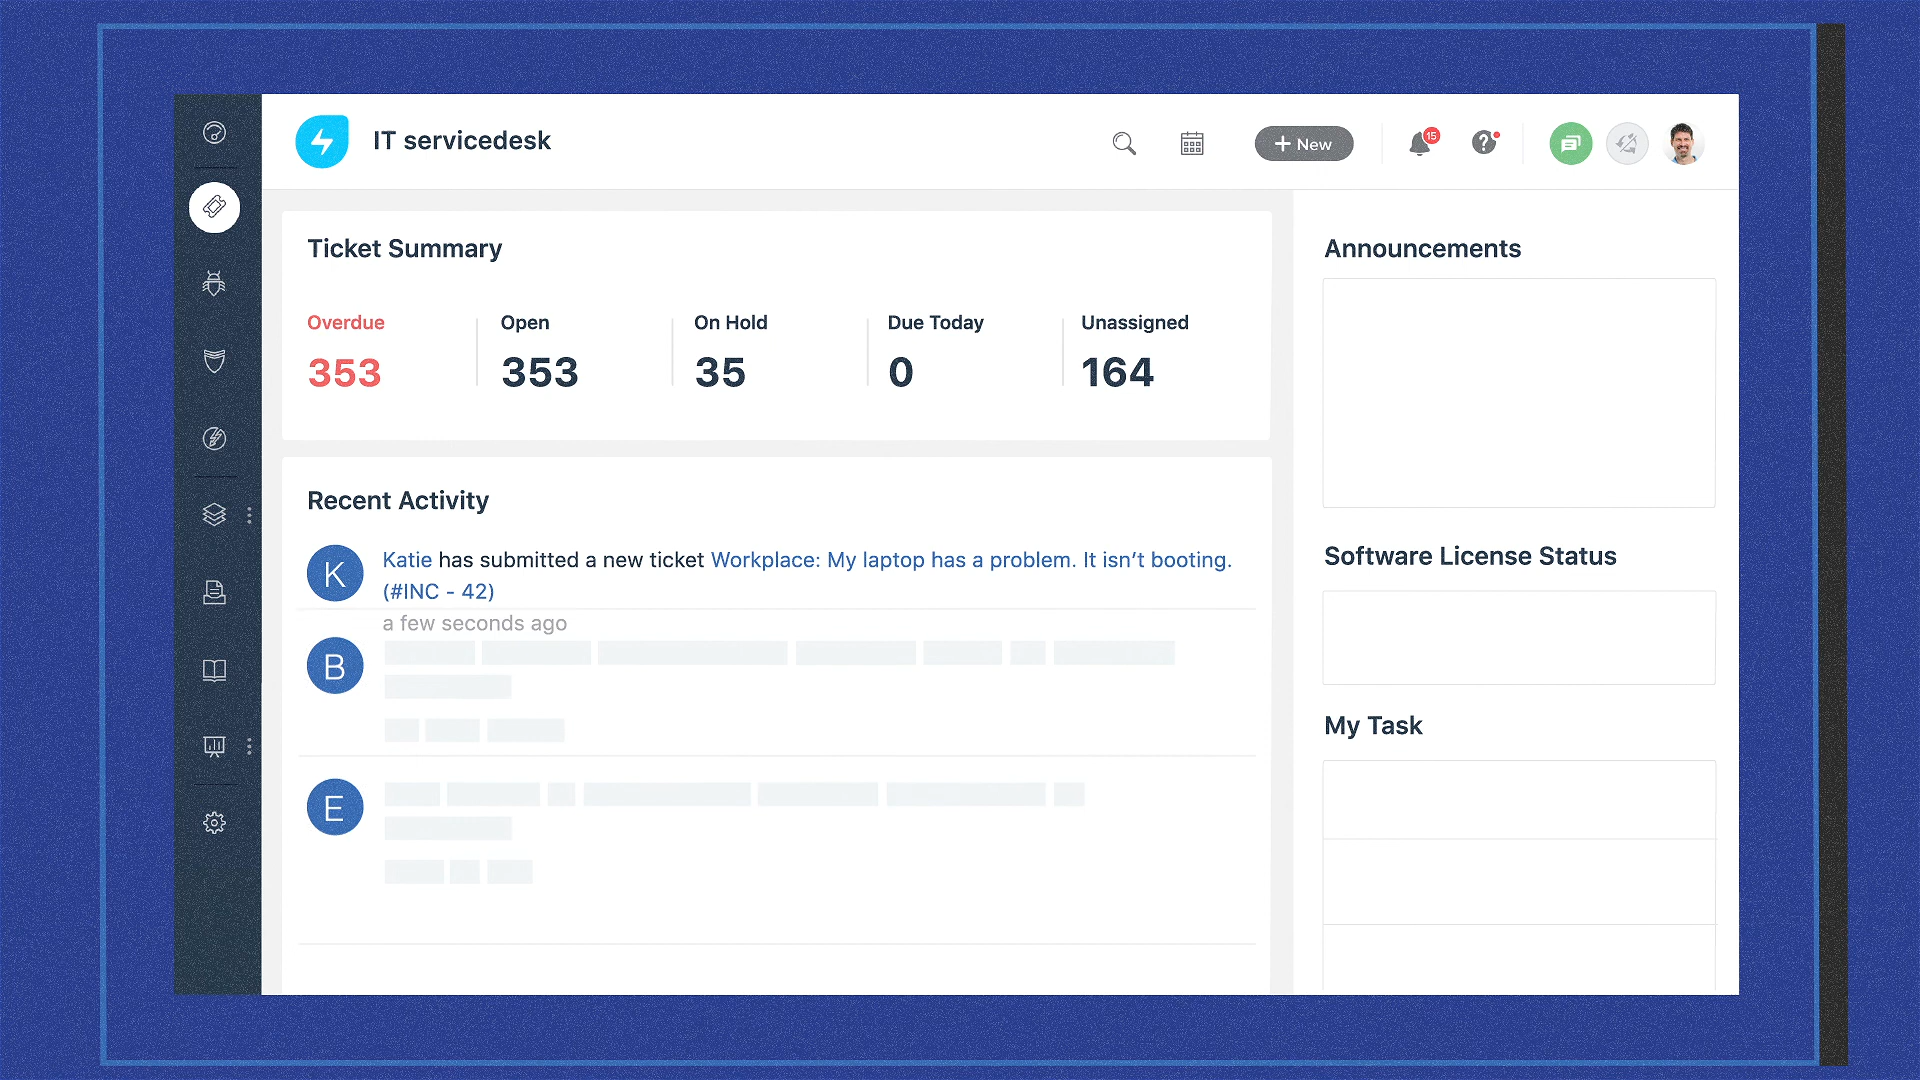 IT servicedesk
+ New
15
?
Ticket Summary
Overdue
Open
On Hold
Due Today
Unassigned
353
353
35
0
164
Recent Activity
K
Katie has submitted a new ticket Workplace: My laptop has a problem. It isn’t booting.
(#INC - 42)
a few seconds ago
B
E
Announcements
Software License Status
My Task